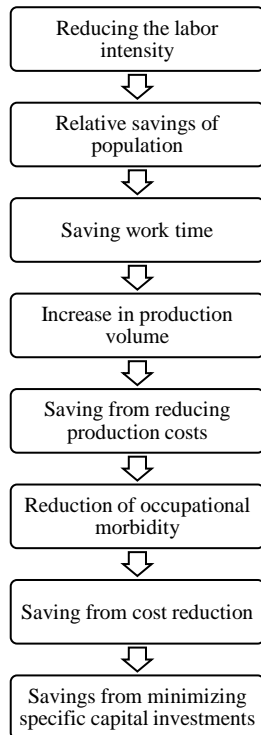 Reducing the labor
intensity
Relative savings of
population
Saving work time
Increase in production
volume
Saving from reducing
production costs
Reduction of occupational
morbidity
Saving from cost reduction
Savings from minimizing
specific capital investments